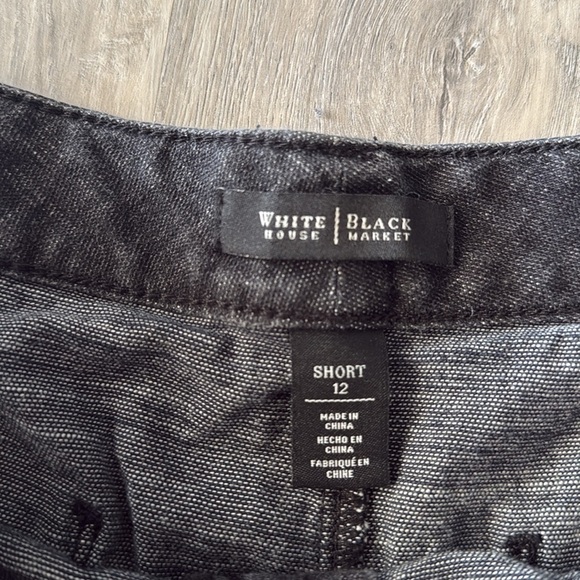 WHITE | BLACK
HOUSE | MARKET
SHORT
12
MADE IN
CHINA
HECHO EN
CHINA
FABRIQUÉ EN
CHINE